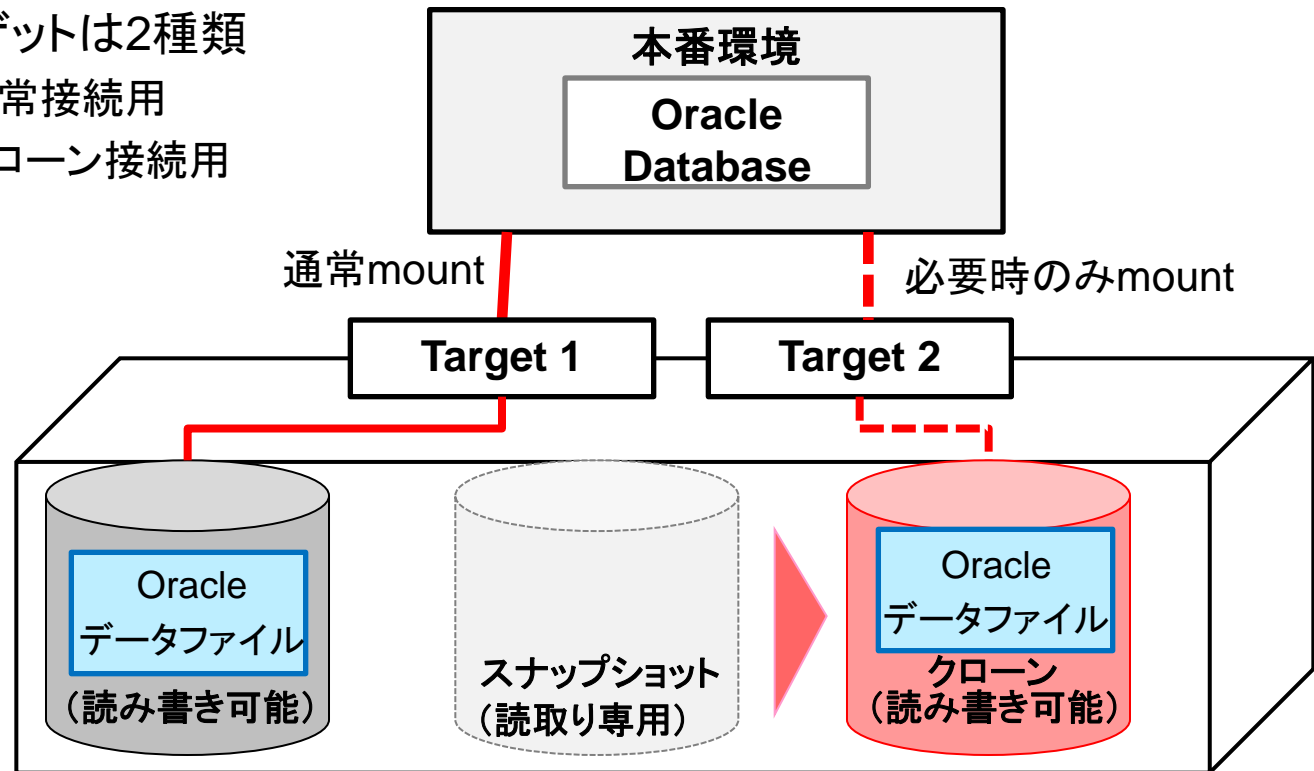 ゲットは2種類
常接続用
ローン接続用
本番環境
Oracle
Database
通常mount
必要時のみmount
Target 1
Target 2
Oracle
データファイル
(読み書き可能)
スナップショット
(読取り専用)
Oracle
データファイル
クローン
(読み書き可能)